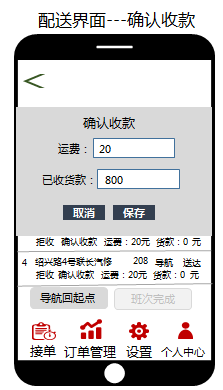 配送界面---确认收款
确认收款
运费： 20
已收货款： 800
取消 保存
拒收 确认收款 运费：20元 货款：0 元
4 绍兴路4号联长汽修 208 导航 送达
拒收 确认收款 运费：20元 货款：0 元
导航回起点 班次完成
接单 订单管理 设置 个人中心